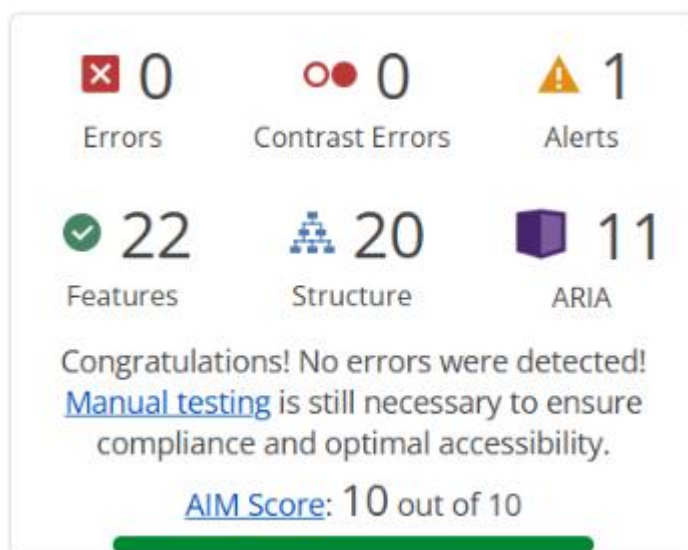 0 0 1
Errors Contrast Errors Alerts
22 20 11
Features Structure ARIA
Congratulations! No errors were detected!
Manual testing is still necessary to ensure
compliance and optimal accessibility.
AIM Score: 10 out of 10